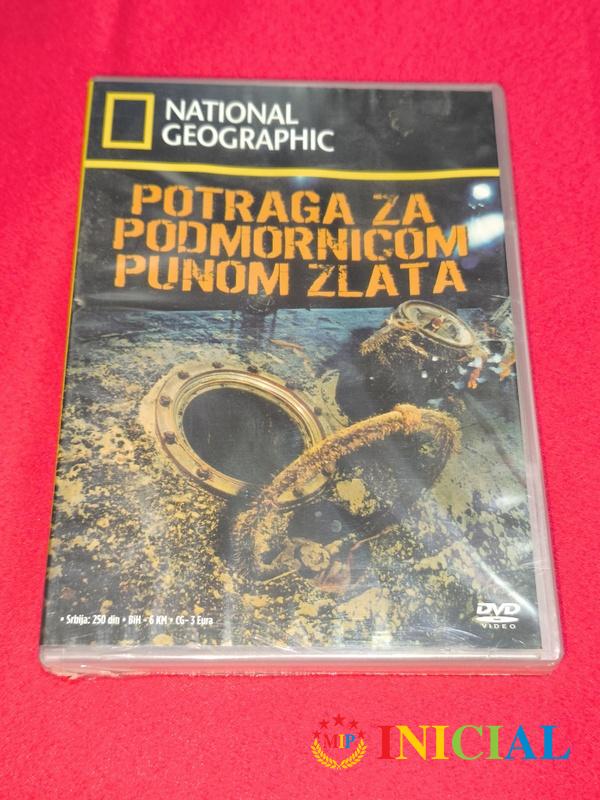 NATIONAL
GEOGRAPHIC
POTRAGA ZA
PODMORNICOM
PUNOM ZLATA
• Srbija: 250 din • BIH - 6 KM • CG- 3 Eura
DVD
VIDEO
MIP INICIAL